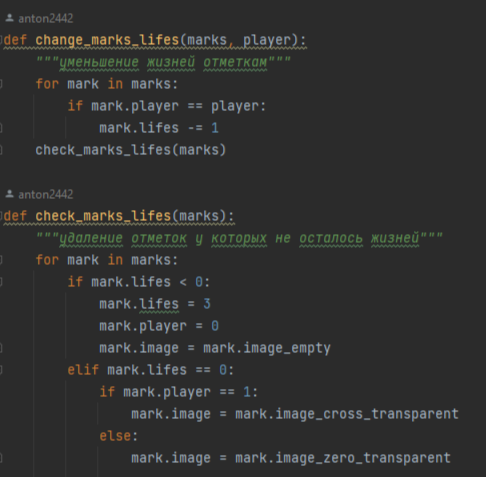 anton2442
def change_marks_lifes(marks, player):
    """уменьшение жизней отметкам"""
    for mark in marks:
        if mark.player == player:
            mark.lifes -= 1
    check_marks_lifes(marks)
anton2442
def check_marks_lifes(marks):
    """удаление отметок у которых не осталось жизней"""
    for mark in marks:
        if mark.lifes < 0:
            mark.lifes = 3
            mark.player = 0
            mark.image = mark.image_empty
        elif mark.lifes == 0:
            if mark.player == 1:
                mark.image = mark.image_cross_transparent
            else:
                mark.image = mark.image_zero_transparent